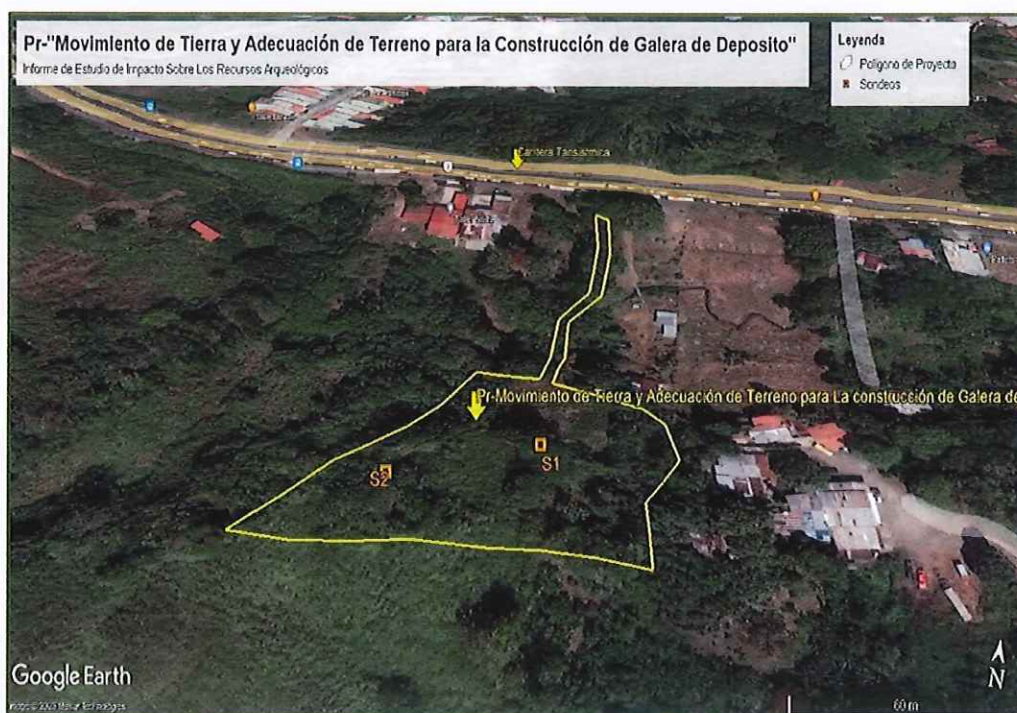 Pr-"Movimiento de Tierra y Adecuación de Terreno para la Construcción de Galera de Deposito"
Informe de Estudio de Impacto Sobre Los Recursos Arqueológicos
Leyenda
Polígono de Proyecto
Sondeos
Cantera Transístmica
Pr-Movimiento de Tierra y Adecuación de Terreno para La construcción de Galera de
S1
S2
Google Earth
N
60 m